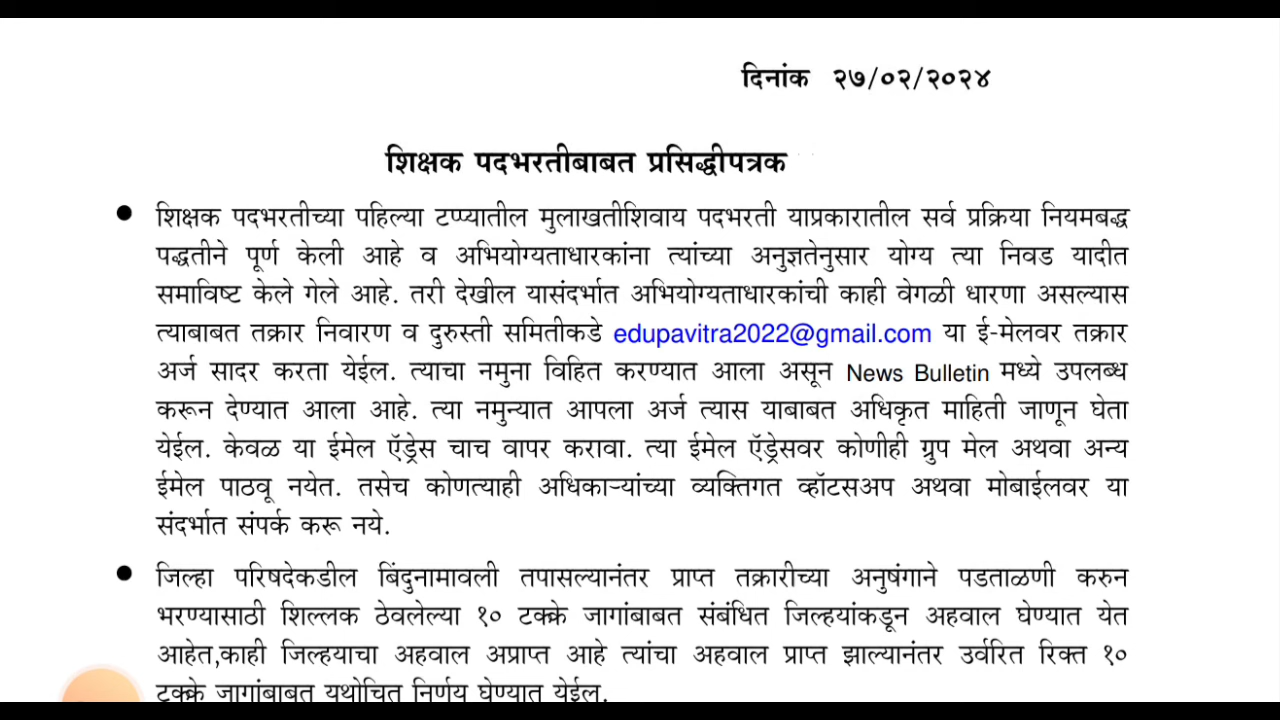 दिनांक २७/०२/२०२४
शिक्षक पदभरतीबाबत प्रसिद्धीपत्रक
● शिक्षक पदभरतीच्या पहिल्या टप्प्यातील मुलाखतीशिवाय पदभरती याप्रकारातील सर्व प्रक्रिया नियमबद्ध
पद्धतीने पूर्ण केली आहे व अभियोग्यताधारकांना त्यांच्या अनुज्ञतेनुसार योग्य त्या निवड यादीत
समाविष्ट केले गेले आहे. तरी देखील यासंदर्भात अभियोग्यताधारकांची काही वेगळी धारणा असल्यास
त्याबाबत तक्रार निवारण व दुरुस्ती समितीकडे edupavitra2022@gmail.com या ई-मेलवर तक्रार
अर्ज सादर करता येईल. त्याचा नमुना विहित करण्यात आला असून News Bulletin मध्ये उपलब्ध
करून देण्यात आला आहे. त्या नमुन्यात आपला अर्ज त्यास याबाबत अधिकृत माहिती जाणून घेता
येईल. केवळ या ईमेल ऍड्रेस चाच वापर करावा. त्या ईमेल ऍड्रेसवर कोणीही ग्रुप मेल अथवा अन्य
ईमेल पाठवू नयेत. तसेच कोणत्याही अधिकाऱ्यांच्या व्यक्तिगत व्हॉटसअप अथवा मोबाईलवर या
संदर्भात संपर्क करू नये.
● जिल्हा परिषदेकडील बिंदुनामावली तपासल्यानंतर प्राप्त तक्रारीच्या अनुषंगाने पडताळणी करुन
भरण्यासाठी शिल्लक ठेवलेल्या १० टक्के जागांबाबत संबंधित जिल्हयांकडून अहवाल घेण्यात येत
आहेत,काही जिल्हयाचा अहवाल अप्राप्त आहे त्यांचा अहवाल प्राप्त झाल्यानंतर उर्वरित रिक्त १०
टक्के जागांबाबत यथोचित निर्णय घेण्यात येईल.